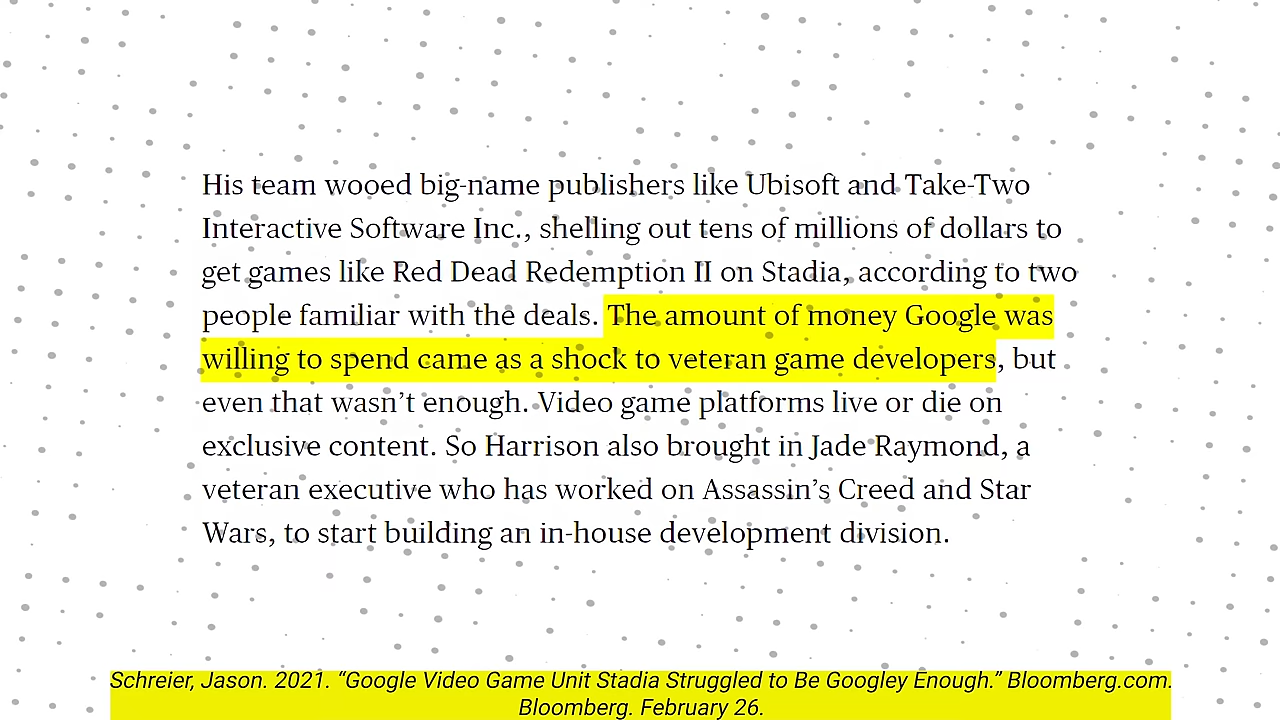 His team wooed big-name publishers like Ubisoft and Take-Two
Interactive Software Inc., shelling out tens of millions of dollars to
get games like Red Dead Redemption II on Stadia, according to two
people familiar with the deals. The amount of money Google was
willing to spend came as a shock to veteran game developers, but
even that wasn’t enough. Video game platforms live or die on
exclusive content. So Harrison also brought in Jade Raymond, a
veteran executive who has worked on Assassin’s Creed and Star
Wars, to start building an in-house development division.
Schreier, Jason. 2021. “Google Video Game Unit Stadia Struggled to Be Googley Enough.” Bloomberg.com.
Bloomberg. February 26.